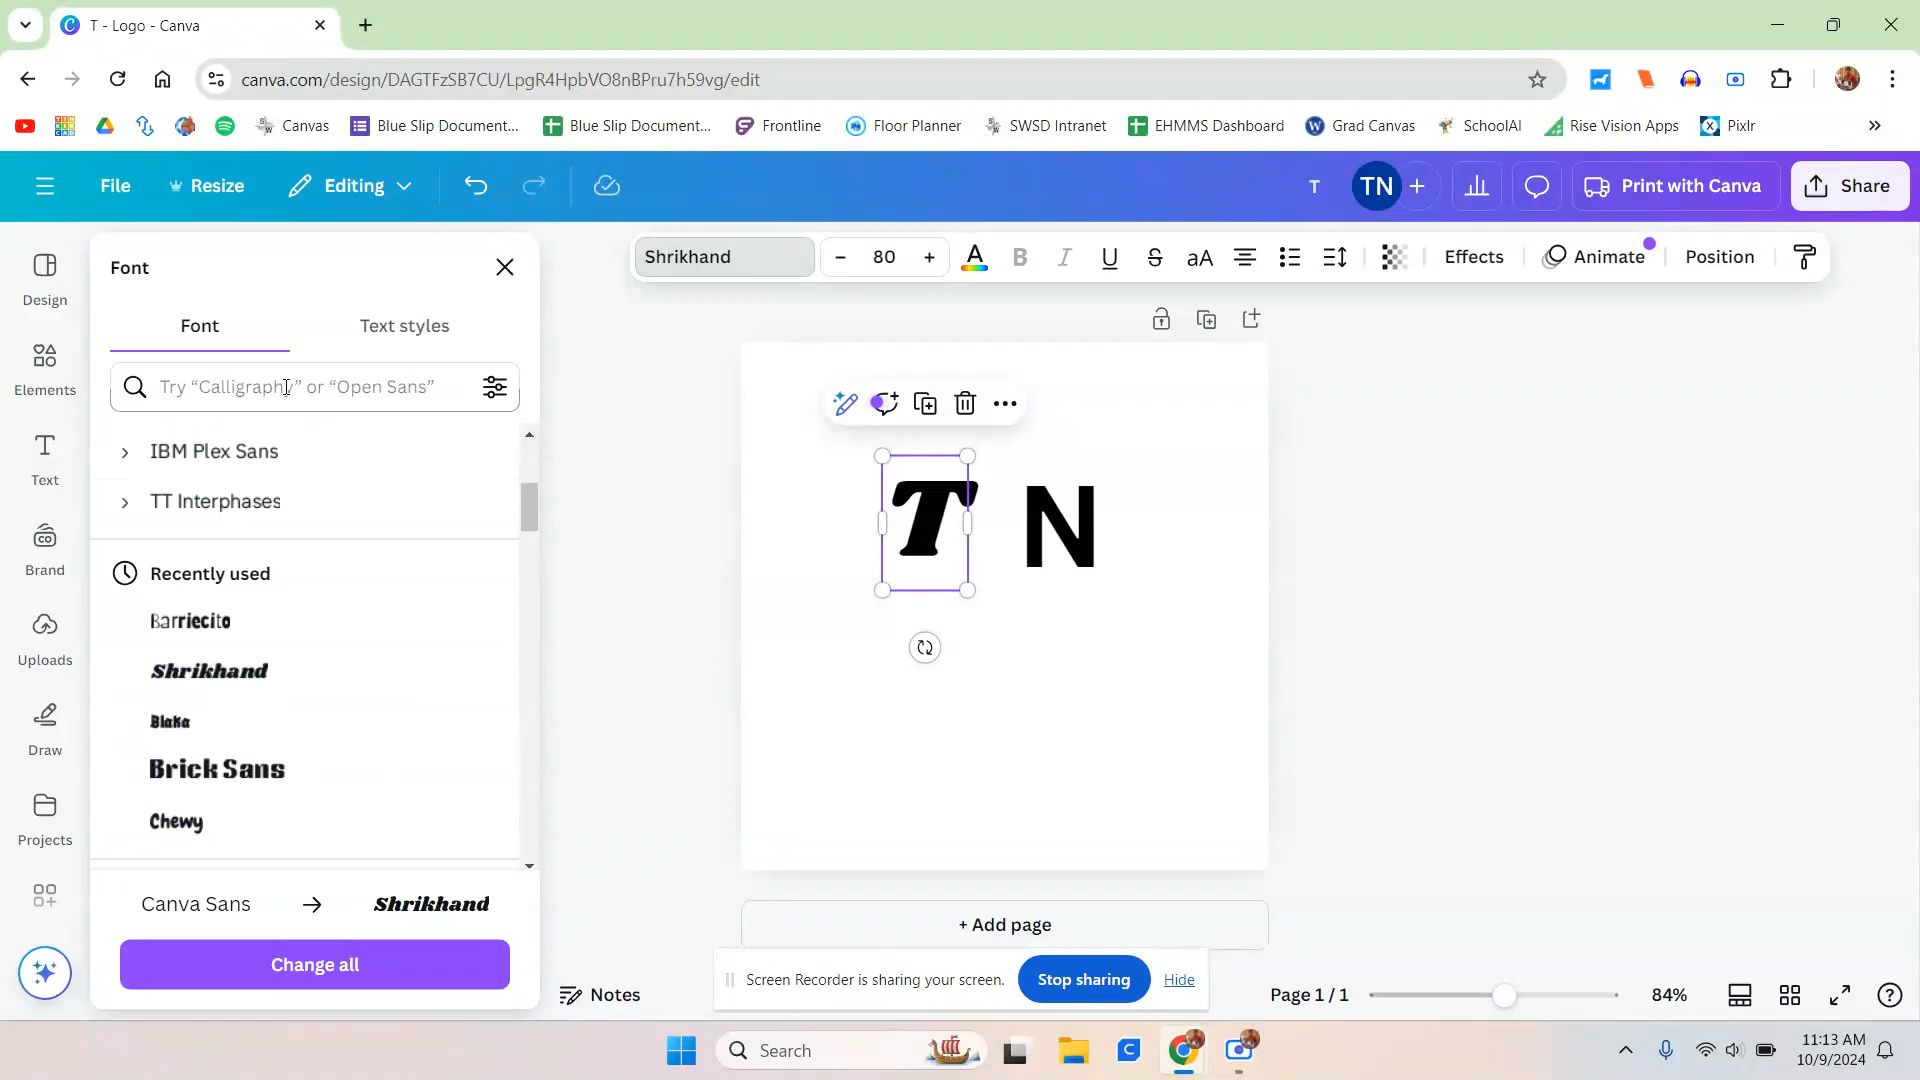 T - Logo - Canva
canva.com/design/DAGTFzSB7CU/LpgR4HpbVO8nBPru7h59vg/edit
Canvas
Blue Slip Document...
Blue Slip Document...
Frontline
Floor Planner
SWSD Intranet
EHMMS Dashboard
Grad Canvas
SchoolAI
Rise Vision Apps
Pixlr
File
Resize
Editing
T
TN
Print with Canva
Share
Design
Elements
Text
Brand
Uploads
Draw
Projects
Font
Font
Text styles
Try “Calligraphy” or “Open Sans”
IBM Plex Sans
TT Interphases
Recently used
Barriecito
Shrikhand
Blaka
Brick Sans
Chewy
Canva Sans → Shrikhand
Change all
Shrikhand
– 80 +
A
B
I
U
S
aA
Effects
Animate
Position
T N
+ Add page
Notes
Screen Recorder is sharing your screen.
Stop sharing
Hide
Page 1 / 1
84%
Search
11:13 AM
10/9/2024